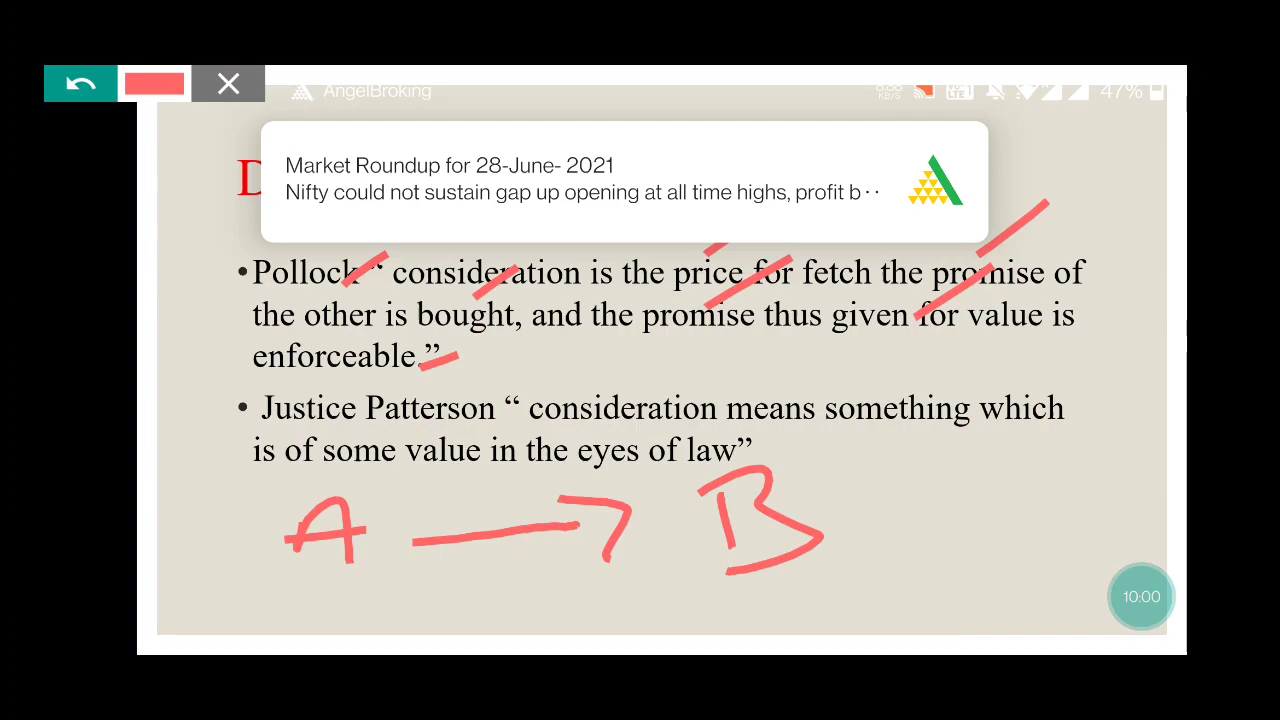 AngelBroking
0.00 KB/S 47%
Market Roundup for 28-June- 2021
Nifty could not sustain gap up opening at all time highs, profit b ··
D
•Pollock “ consideration is the price for fetch the promise of
the other is bought, and the promise thus given for value is
enforceable.”
• Justice Patterson “ consideration means something which
is of some value in the eyes of law”
A → B
10:00